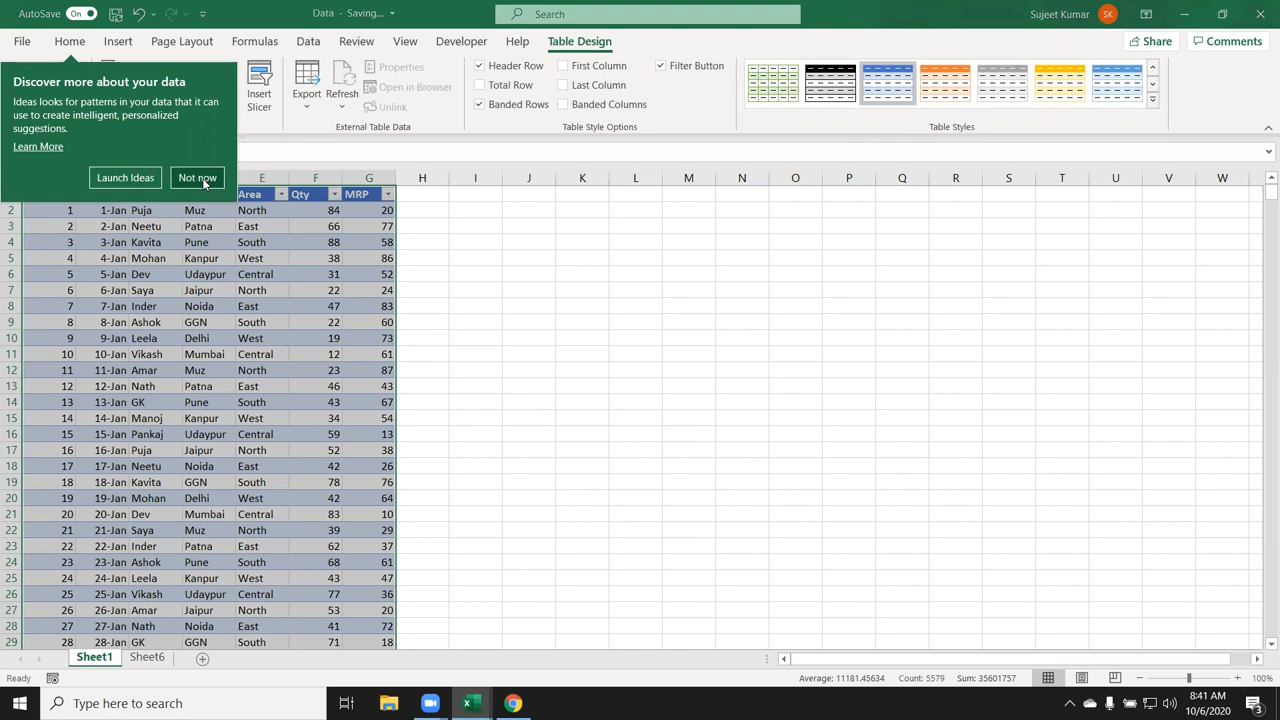 AutoSave On Data - Saving... Search Sujeet Kumar SK
File Home Insert Page Layout Formulas Data Review View Developer Help Table Design Share Comments
Discover more about your data
Ideas looks for patterns in your data that it can
use to create intelligent, personalized
suggestions.
Learn More
Launch Ideas Not now
Insert
Slicer
Export
Refresh
Properties
Open in Browser
Unlink
External Table Data
Header Row First Column Filter Button
Total Row Last Column
Banded Rows Banded Columns
Table Style Options
Table Styles
E F G H I J K L M N O P Q R S T U V W
Area Qty MRP
2 1 1-Jan Puja Muz North 84 20
3 2 2-Jan Neetu Patna East 66 77
4 3 3-Jan Kavita Pune South 88 58
5 4 4-Jan Mohan Kanpur West 38 86
6 5 5-Jan Dev Udaypur Central 31 52
7 6 6-Jan Saya Jaipur North 22 24
8 7 7-Jan Inder Noida East 47 83
9 8 8-Jan Ashok GGN South 22 60
10 9 9-Jan Leela Delhi West 19 73
11 10 10-Jan Vikash Mumbai Central 12 61
12 11 11-Jan Amar Muz North 23 87
13 12 12-Jan Nath Patna East 46 43
14 13 13-Jan GK Pune South 43 67
15 14 14-Jan Manoj Kanpur West 34 54
16 15 15-Jan Pankaj Udaypur Central 59 13
17 16 16-Jan Puja Jaipur North 52 38
18 17 17-Jan Neetu Noida East 42 26
19 18 18-Jan Kavita GGN South 78 76
20 19 19-Jan Mohan Delhi West 42 64
21 20 20-Jan Dev Mumbai Central 83 10
22 21 21-Jan Saya Muz North 39 29
23 22 22-Jan Inder Patna East 62 37
24 23 23-Jan Ashok Pune South 68 61
25 24 24-Jan Leela Kanpur West 43 47
26 25 25-Jan Vikash Udaypur Central 77 36
27 26 26-Jan Amar Jaipur North 53 20
28 27 27-Jan Nath Noida East 41 72
29 28 28-Jan GK GGN South 71 18
Sheet1 Sheet6
Ready Average: 11181.45634 Count: 5579 Sum: 35601757 100%
Type here to search
8:41 AM
10/6/2020
3